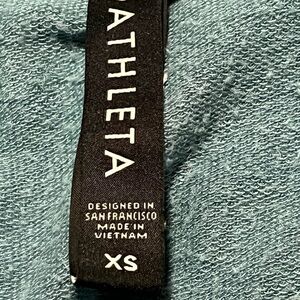 ATHLETA
DESIGNED IN
SAN FRANCISCO
MADE IN
VIETNAM
XS